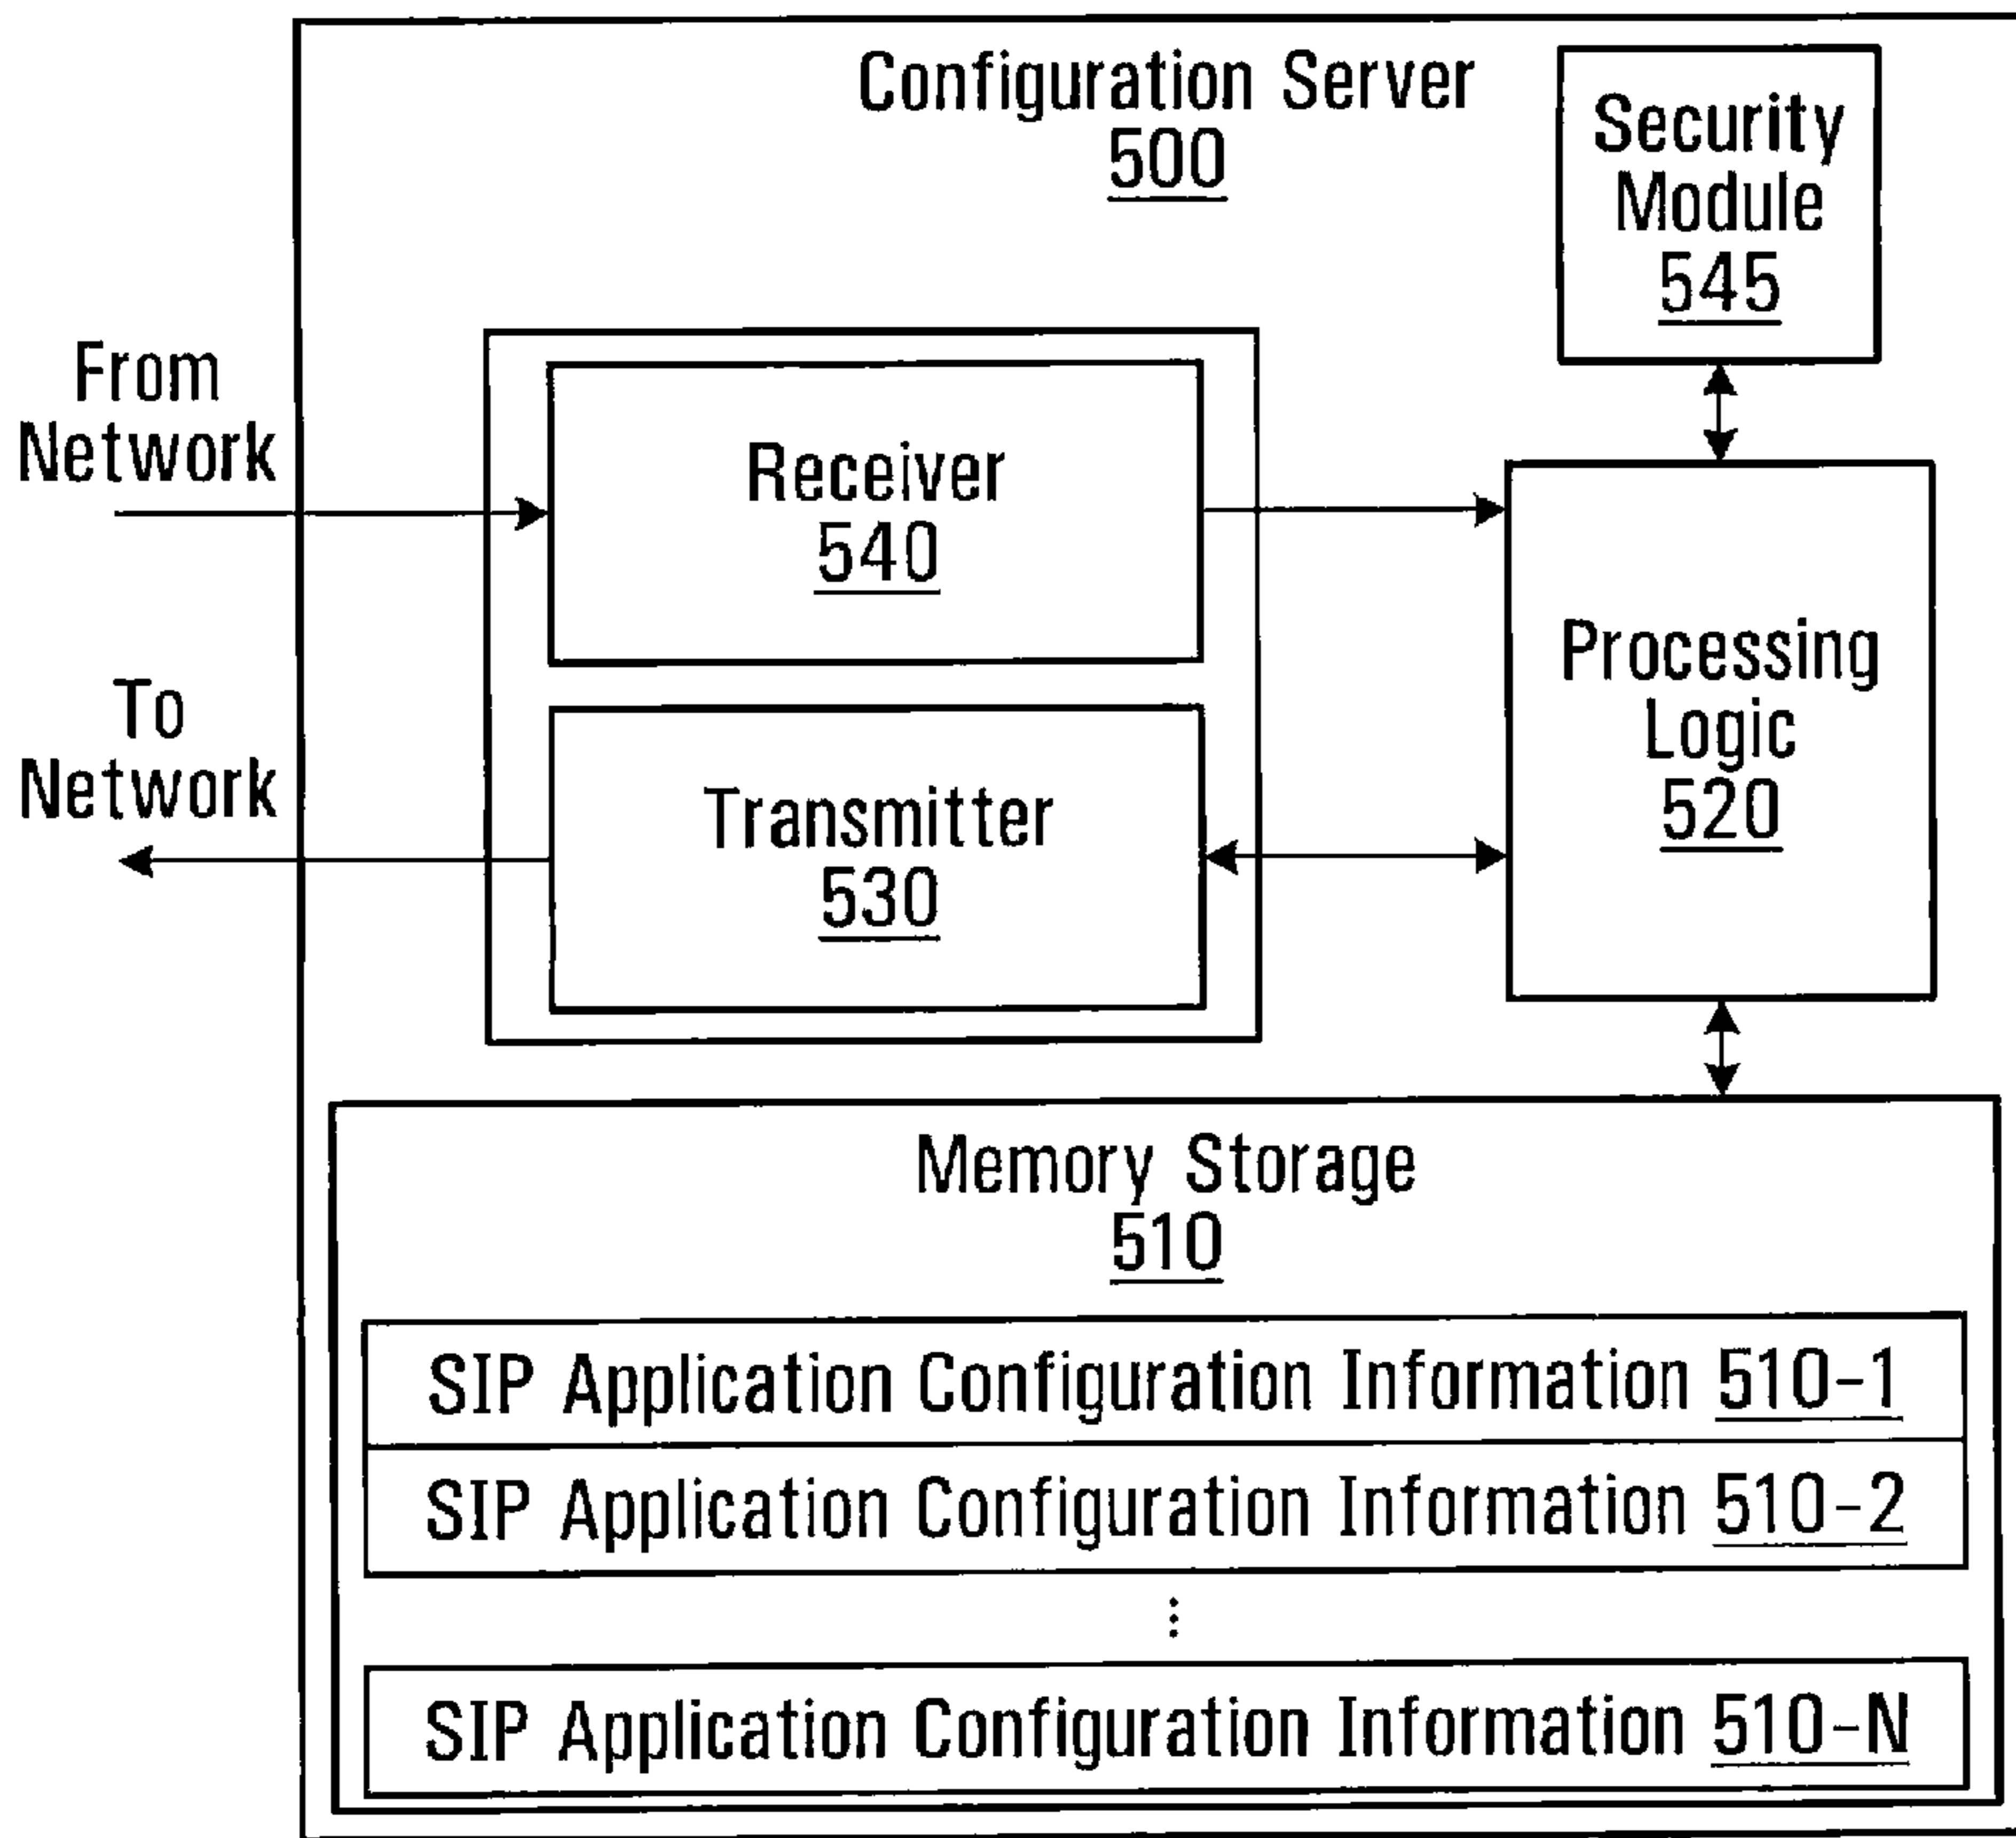 Configuration Server
500
Security
Module
545
From
Network
Receiver
540
To
Network
Transmitter
530
Processing
Logic
520
Memory Storage
510
SIP Application Configuration Information 510-1
SIP Application Configuration Information 510-2
⋮
SIP Application Configuration Information 510-N